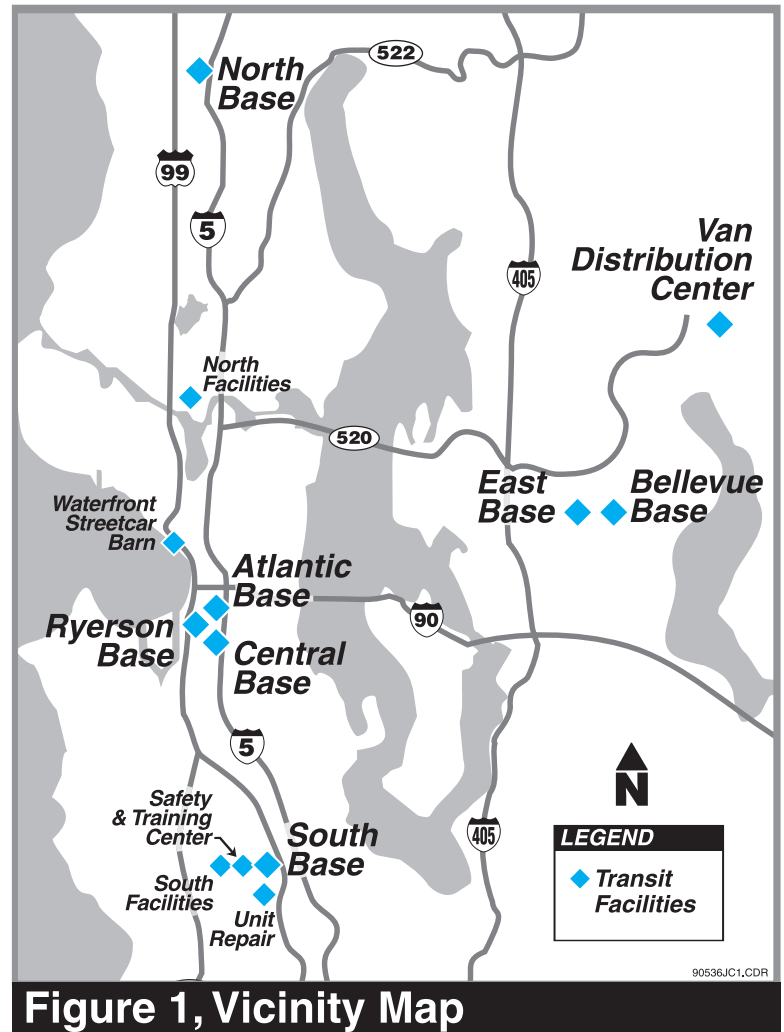 522
North
Base
99
5
Van
Distribution
Center
405
North
Facilities
520
East
Base
Bellevue
Base
Waterfront
Streetcar
Barn
Atlantic
Base
Ryerson
Base
90
Central
Base
5
Safety
& Training
Center
South
Base
405
LEGEND
Transit
Facilities
South
Facilities
Unit
Repair
N
90536JC1.CDR
Figure 1, Vicinity Map